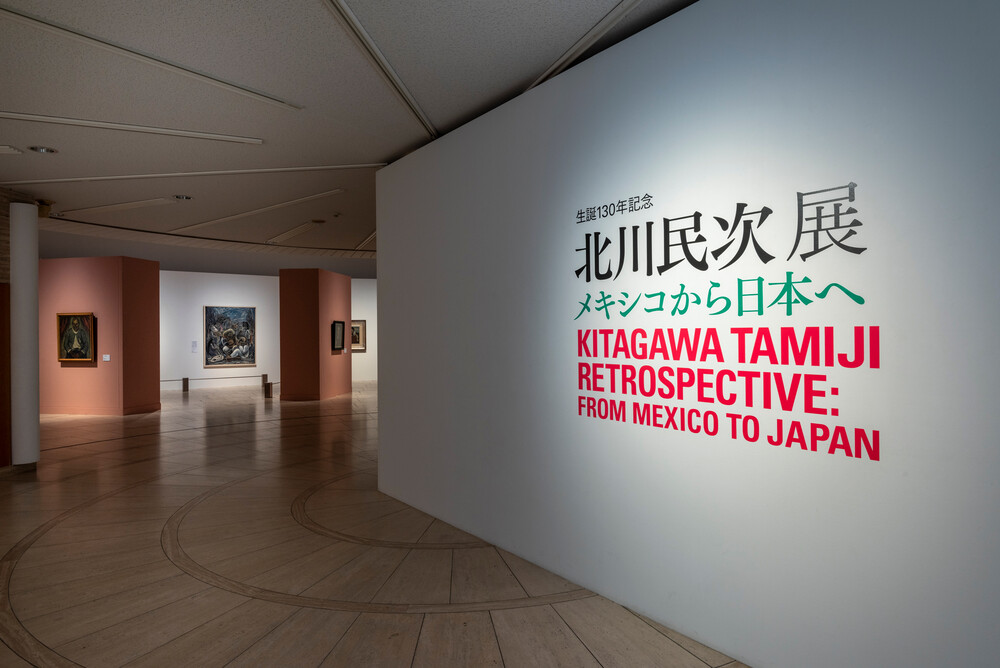 生誕130年記念
北川民次 展
メキシコから日本へ
KITAGAWA TAMIJI
RETROSPECTIVE:
FROM MEXICO TO JAPAN